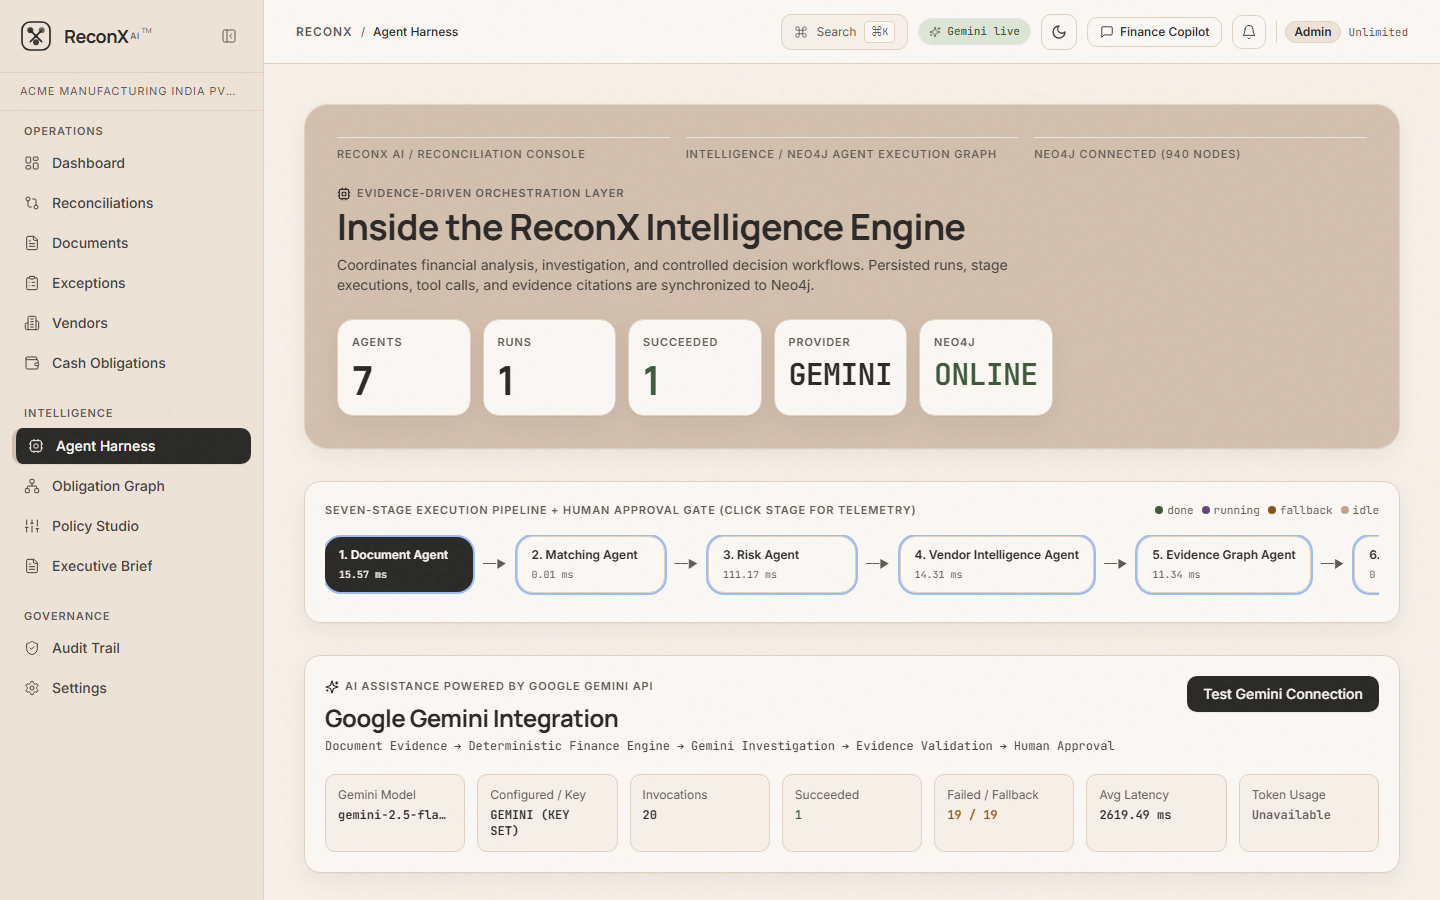 ReconX AI TM
ACME MANUFACTURING INDIA PV...
OPERATIONS
Dashboard
Reconciliations
Documents
Exceptions
Vendors
Cash Obligations
INTELLIGENCE
Agent Harness
Obligation Graph
Policy Studio
Executive Brief
GOVERNANCE
Audit Trail
Settings
RECONX / Agent Harness
⌘ Search ⌘K
Gemini live
Finance Copilot
Admin Unlimited
RECONX AI / RECONCILIATION CONSOLE
INTELLIGENCE / NEO4J AGENT EXECUTION GRAPH
NEO4J CONNECTED (940 NODES)
EVIDENCE-DRIVEN ORCHESTRATION LAYER
Inside the ReconX Intelligence Engine
Coordinates financial analysis, investigation, and controlled decision workflows. Persisted runs, stage
executions, tool calls, and evidence citations are synchronized to Neo4j.
AGENTS
7
RUNS
1
SUCCEEDED
1
PROVIDER
GEMINI
NEO4J
ONLINE
SEVEN-STAGE EXECUTION PIPELINE + HUMAN APPROVAL GATE (CLICK STAGE FOR TELEMETRY)
done running fallback idle
1. Document Agent
15.57 ms
2. Matching Agent
0.01 ms
3. Risk Agent
111.17 ms
4. Vendor Intelligence Agent
14.31 ms
5. Evidence Graph Agent
11.34 ms
6.
0
AI ASSISTANCE POWERED BY GOOGLE GEMINI API
Google Gemini Integration
Document Evidence → Deterministic Finance Engine → Gemini Investigation → Evidence Validation → Human Approval
Test Gemini Connection
Gemini Model
gemini-2.5-fla…
Configured / Key
GEMINI (KEY
SET)
Invocations
20
Succeeded
1
Failed / Fallback
19 / 19
Avg Latency
2619.49 ms
Token Usage
Unavailable